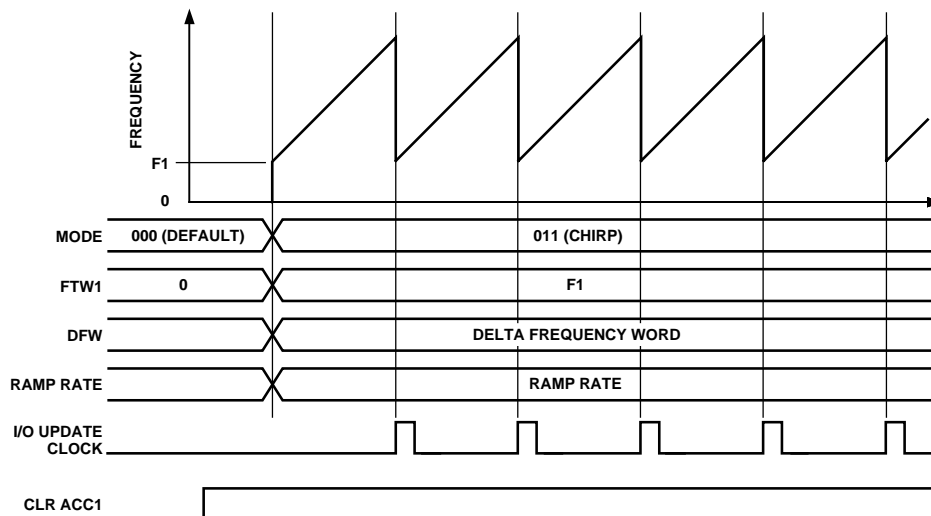 FREQUENCY
F1
0
MODE 000 (DEFAULT) 011 (CHIRP)
FTW1 0 F1
DFW DELTA FREQUENCY WORD
RAMP RATE RAMP RATE
I/O UPDATE
CLOCK
CLR ACC1